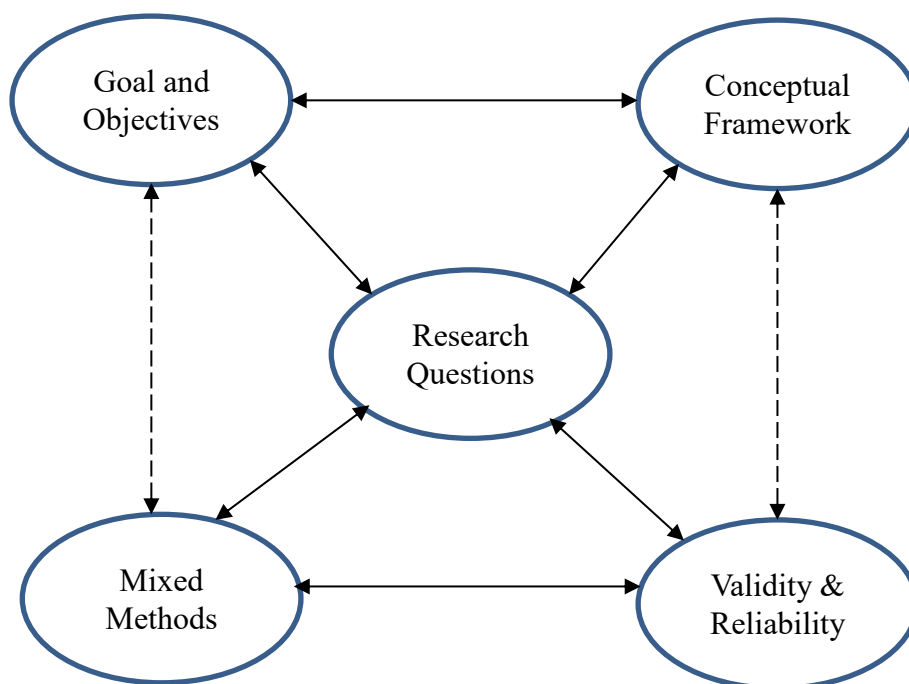 Goal and
Objectives
Conceptual
Framework
Research
Questions
Mixed
Methods
Validity &
Reliability